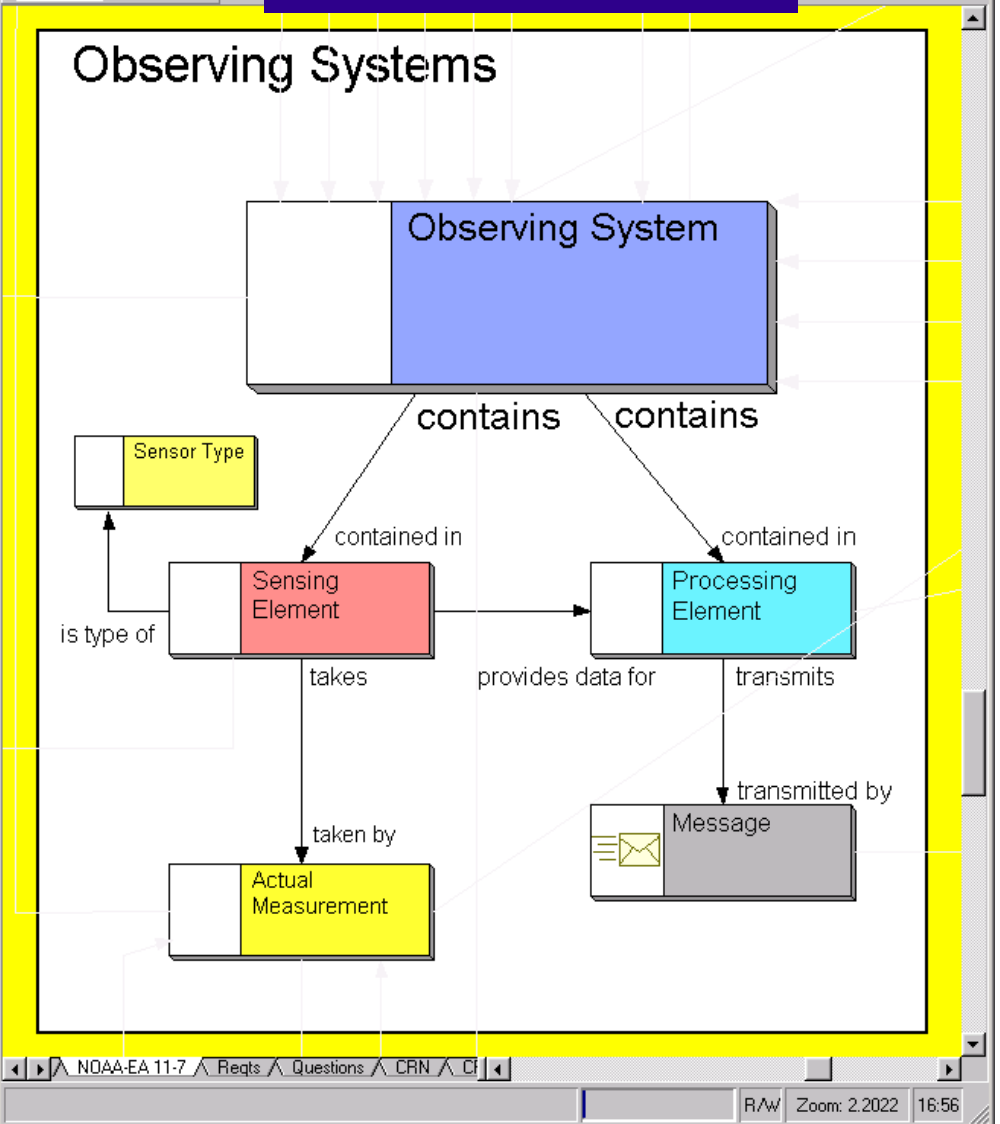 Observing Systems
Observing System
contains
contains
Sensor Type
contained in
contained in
Sensing
Element
Processing
Element
is type of
takes
provides data for
transmits
transmitted by
Message
taken by
Actual
Measurement
NOAA-EA 11-7
Reqts
Questions
CRN
R/W
Zoom: 2.2022
16:56